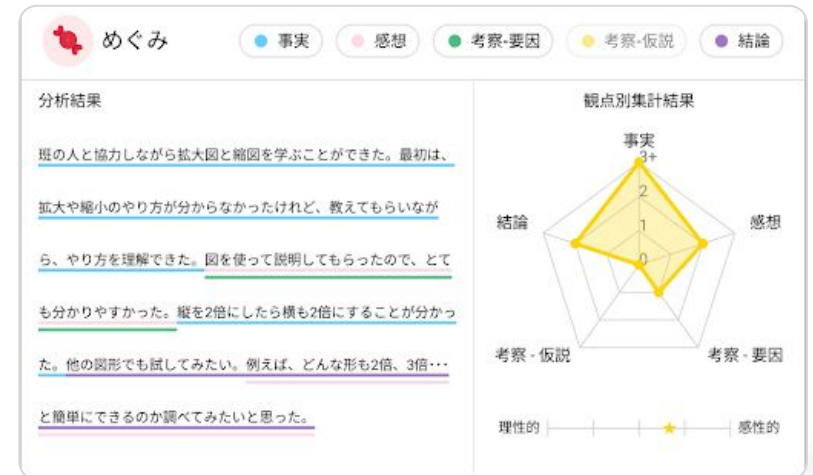 めぐみ
事実
感想
考察-要因
考察-仮説
結論
分析結果
班の人と協力しながら拡大図と縮図を学ぶことができた。最初は、
拡大や縮小のやり方が分からなかったけれど、教えてもらいなが
ら、やり方を理解できた。図を使って説明してもらったので、とて
も分かりやすかった。縦を2倍にしたら横も2倍にすることが分かっ
た。他の図形でも試してみたい。例えば、どんな形も2倍、3倍･･･
と簡単にできるのか調べてみたいと思った。
観点別集計結果
事実
3+
2
1
0
結論
感想
考察 - 仮説
考察 - 要因
理性的
感性的